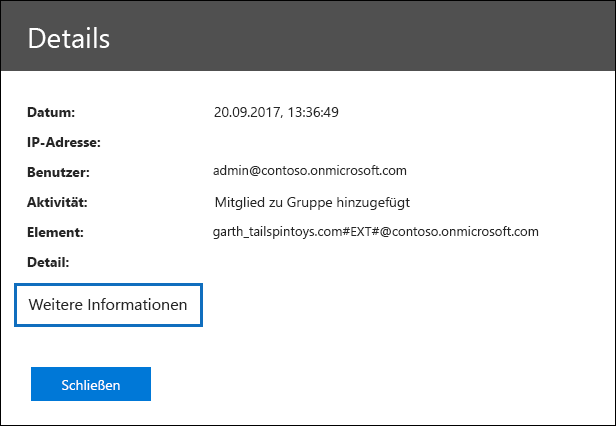 Details
Datum: 20.09.2017, 13:36:49
IP-Adresse:
Benutzer: admin@contoso.onmicrosoft.com
Aktivität: Mitglied zu Gruppe hinzugefügt
Element: garth_tailspintoys.com#EXT#@contoso.onmicrosoft.com
Detail:
Weitere Informationen
Schließen